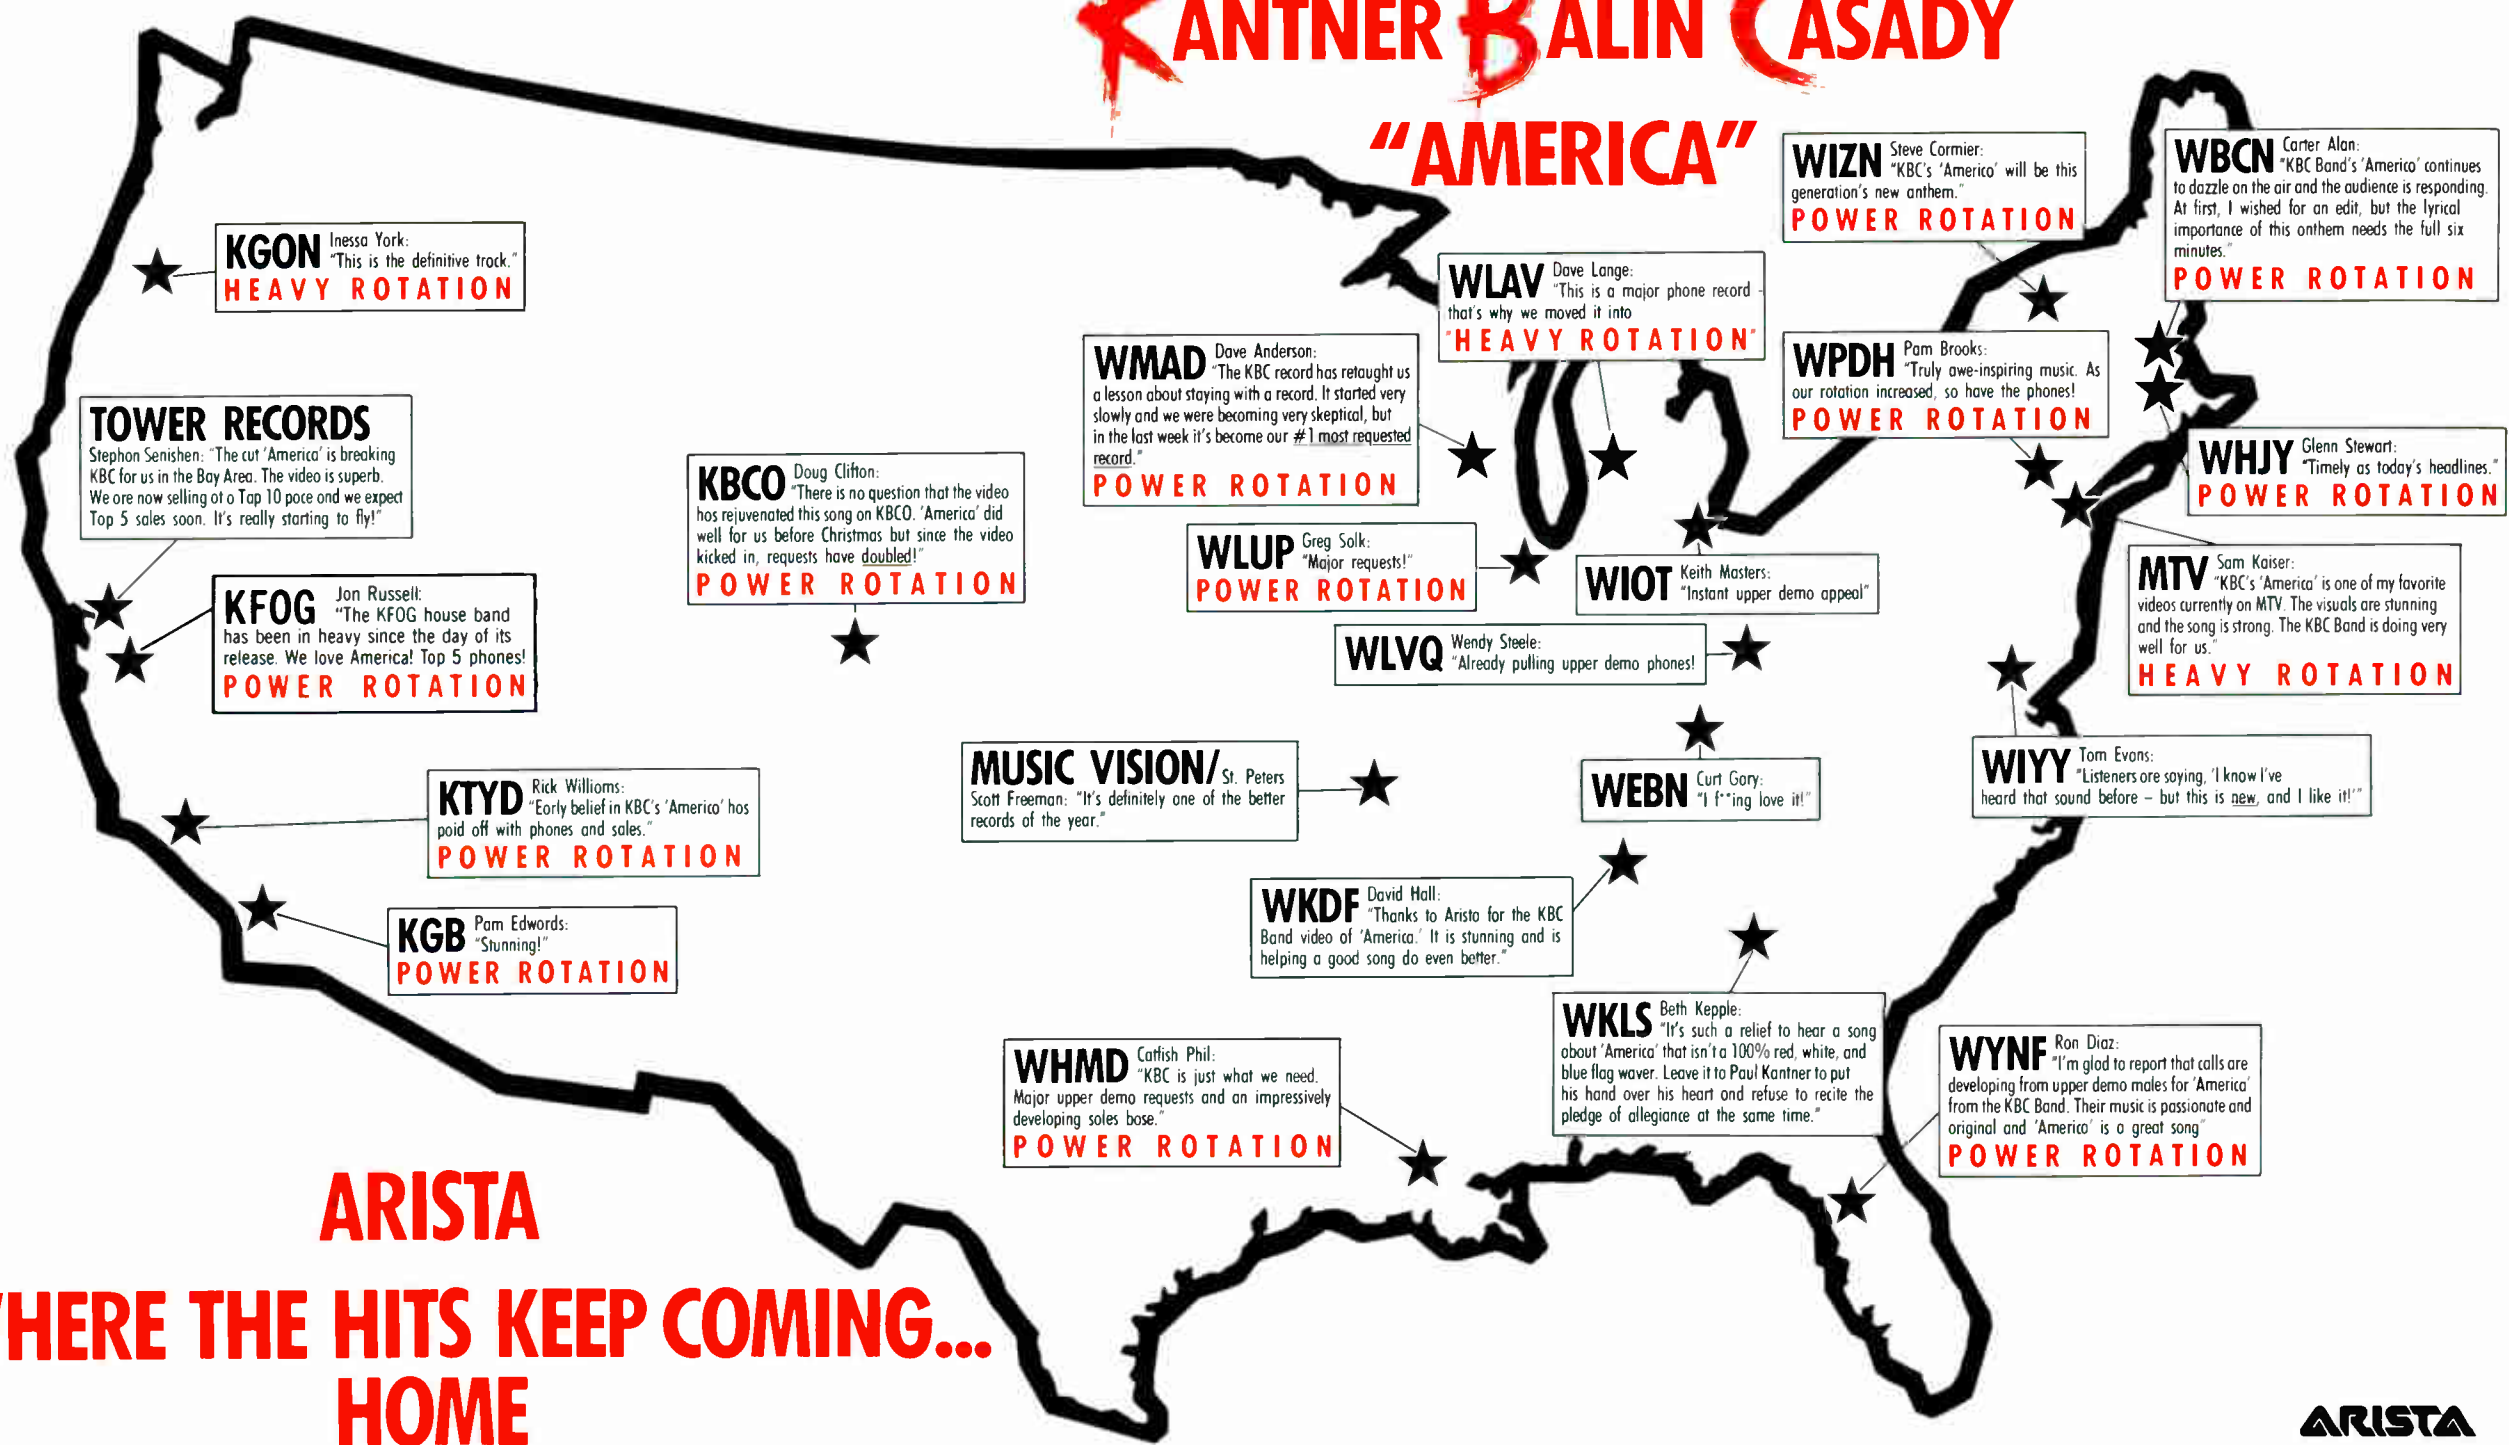 KANTNER BALIN CASADY
"AMERICA"
WIZN Steve Cormier:
"KBC's 'America' will be this
generation's new anthem."
POWER ROTATION
WBCN Carter Alan:
"KBC Band's 'America' continues
to dazzle on the air and the audience is responding.
At first, I wished for an edit, but the lyrical
importance of this anthem needs the full six
minutes."
POWER ROTATION
KGON Inessa York:
"This is the definitive track."
HEAVY ROTATION
WLAV Dave Lange:
"This is a major phone record -
that's why we moved it into
"HEAVY ROTATION"
WMAD Dave Anderson:
"The KBC record has retaught us
a lesson about staying with a record. It started very
slowly and we were becoming very skeptical, but
in the last week it's become our #1 most requested
record."
POWER ROTATION
WPDH Pam Brooks:
"Truly awe-inspiring music. As
our rotation increased, so have the phones!
POWER ROTATION
TOWER RECORDS
Stephon Senishen: "The cut 'America' is breaking
KBC for us in the Bay Area. The video is superb.
We are now selling at a Top 10 pace and we expect
Top 5 sales soon. It's really starting to fly!"
KBCO Doug Clifton:
"There is no question that the video
has rejuvenated this song on KBCO. 'America' did
well for us before Christmas but since the video
kicked in, requests have doubled!"
POWER ROTATION
WHJY Glenn Stewart:
"Timely as today's headlines."
POWER ROTATION
WLUP Greg Solk:
"Major requests!"
POWER ROTATION
WIOT Keith Masters:
"Instant upper demo appeal"
MTV Sam Kaiser:
"KBC's 'America' is one of my favorite
videos currently on MTV. The visuals are stunning
and the song is strong. The KBC Band is doing very
well for us."
HEAVY ROTATION
KFOG Jon Russell:
"The KFOG house band
has been in heavy since the day of its
release. We love America! Top 5 phones!
POWER ROTATION
WLVQ Wendy Steele:
"Already pulling upper demo phones!
MUSIC VISION/St. Peters
Scott Freeman: "It's definitely one of the better
records of the year."
WEBN Curt Gary:
"I f**ing love it!"
WIYY Tom Evans:
"Listeners are saying, 'I know I've
heard that sound before – but this is new, and I like it!'"
KTYD Rick Williams:
"Early belief in KBC's 'America' has
paid off with phones and sales."
POWER ROTATION
KGB Pam Edwards:
"Stunning!"
POWER ROTATION
WKDF David Hall:
"Thanks to Arista for the KBC
Band video of 'America.' It is stunning and is
helping a good song do even better."
WKLS Beth Kepple:
"It's such a relief to hear a song
about 'America' that isn't a 100% red, white, and
blue flag waver. Leave it to Paul Kantner to put
his hand over his heart and refuse to recite the
pledge of allegiance at the same time."
WHMD Catfish Phil:
"KBC is just what we need.
Major upper demo requests and an impressively
developing sales base."
POWER ROTATION
WYNF Ron Diaz:
"I'm glad to report that calls are
developing from upper demo males for 'America'
from the KBC Band. Their music is passionate and
original and 'America' is a great song"
POWER ROTATION
ARISTA
HERE THE HITS KEEP COMING...
HOME
ARISTA